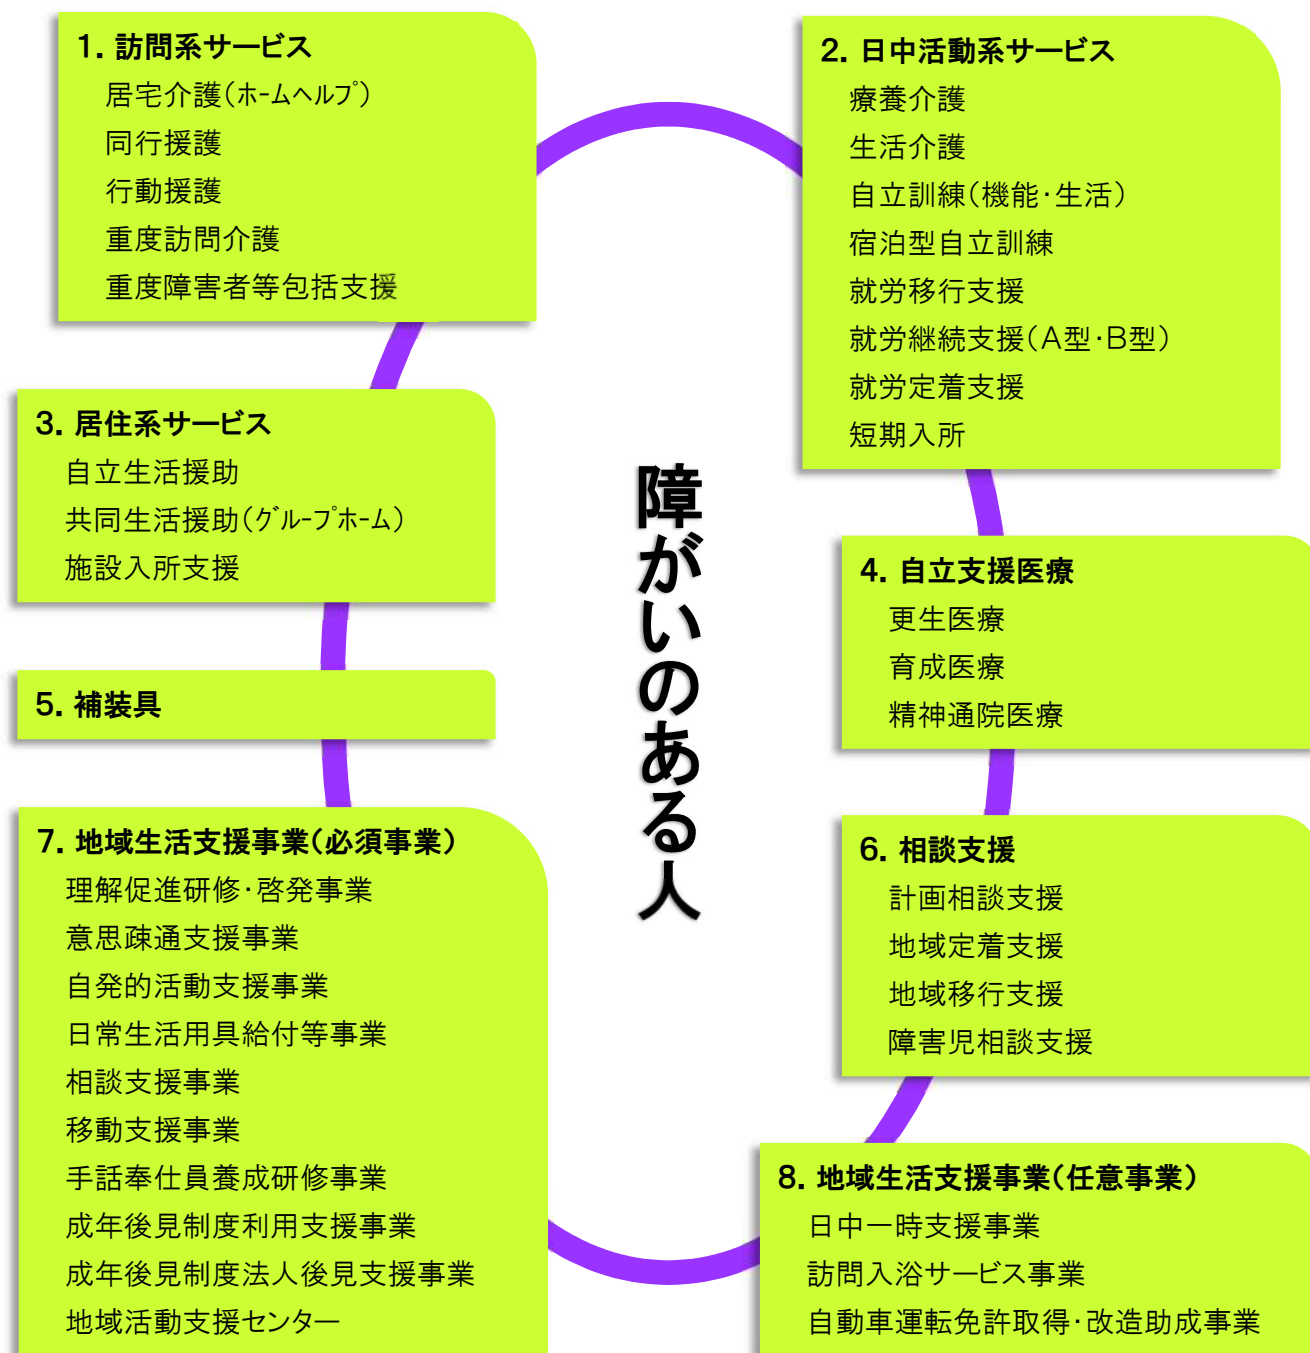 1. 訪問系サービス
居宅介護(ﾎｰﾑﾍﾙﾌﾟ)
同行援護
行動援護
重度訪問介護
重度障害者等包括支援
2. 日中活動系サービス
療養介護
生活介護
自立訓練(機能･生活)
宿泊型自立訓練
就労移行支援
就労継続支援(A型･B型)
就労定着支援
短期入所
3. 居住系サービス
自立生活援助
共同生活援助(ｸﾞﾙｰﾌﾟﾎｰﾑ)
施設入所支援
障がいのある人
4. 自立支援医療
更生医療
育成医療
精神通院医療
5. 補装具
6. 相談支援
計画相談支援
地域定着支援
地域移行支援
障害児相談支援
7. 地域生活支援事業(必須事業)
理解促進研修･啓発事業
意思疎通支援事業
自発的活動支援事業
日常生活用具給付等事業
相談支援事業
移動支援事業
手話奉仕員養成研修事業
成年後見制度利用支援事業
成年後見制度法人後見支援事業
地域活動支援センター
8. 地域生活支援事業(任意事業)
日中一時支援事業
訪問入浴サービス事業
自動車運転免許取得･改造助成事業